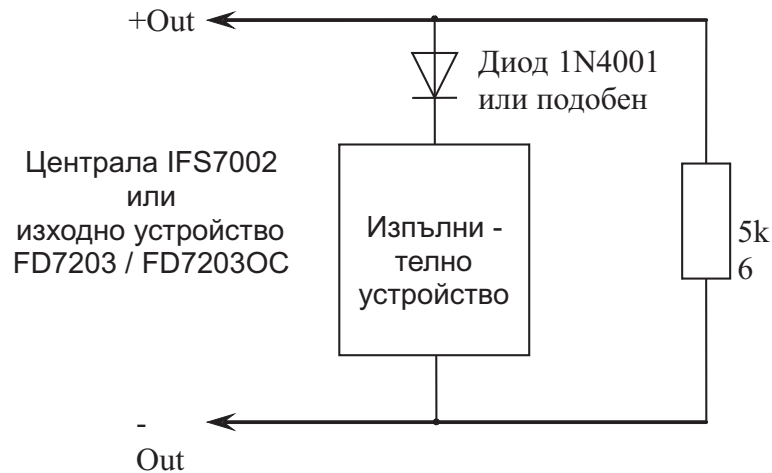 +Out
Диод 1N4001
или подобен
Централа IFS7002
или
изходно устройство
FD7203 / FD7203OC
Изпълни -
телно
устройство
5k
6
-
Out